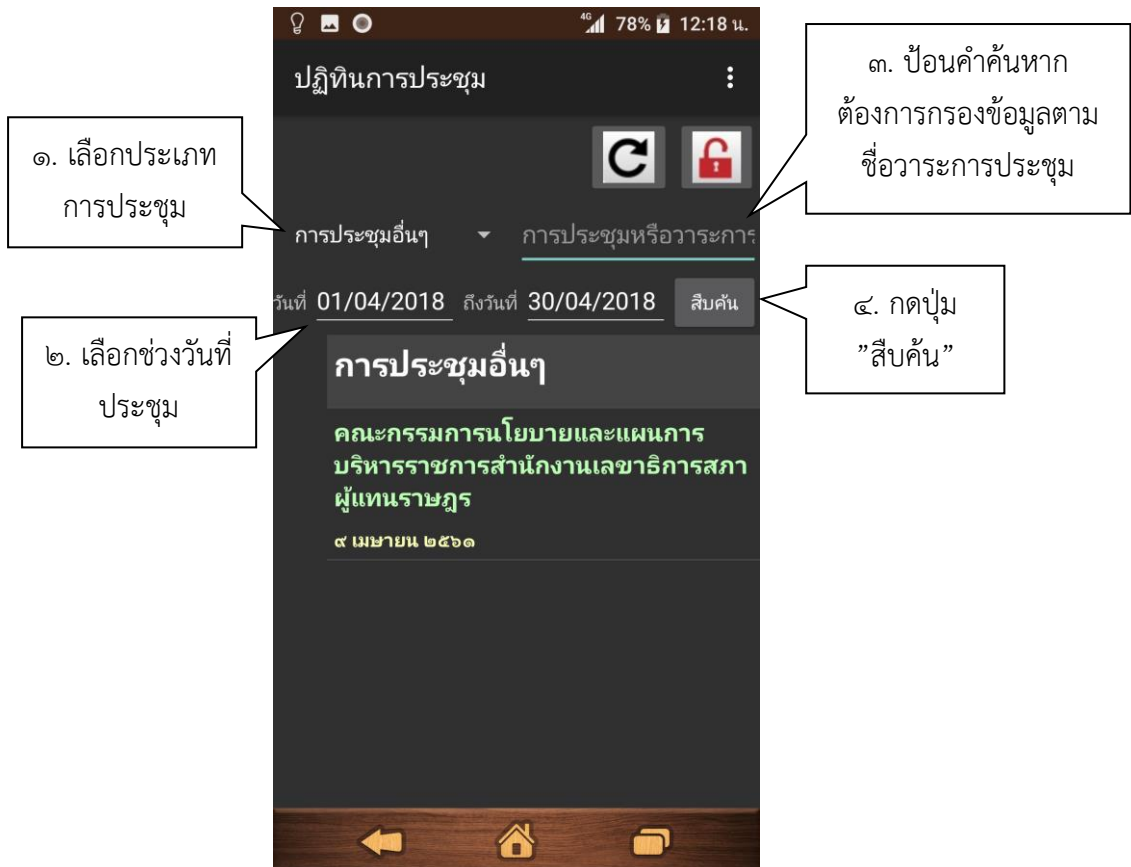 4G 78% 12:18 น.
ปฏิทินการประชุม
๑. เลือกประเภท
การประชุม
๓. ป้อนคำค้นหาก
ต้องการกรองข้อมูลตาม
ชื่อวาระการประชุม
การประชุมอื่นๆ การประชุมหรือวาระการ
วันที่ 01/04/2018 ถึงวันที่ 30/04/2018 สืบค้น
๒. เลือกช่วงวันที่
ประชุม
๔. กดปุ่ม
”สืบค้น”
การประชุมอื่นๆ
คณะกรรมการนโยบายและแผนการ
บริหารราชการสำนักงานเลขาธิการสภา
ผู้แทนราษฎร
๙ เมษายน ๒๕๖๑